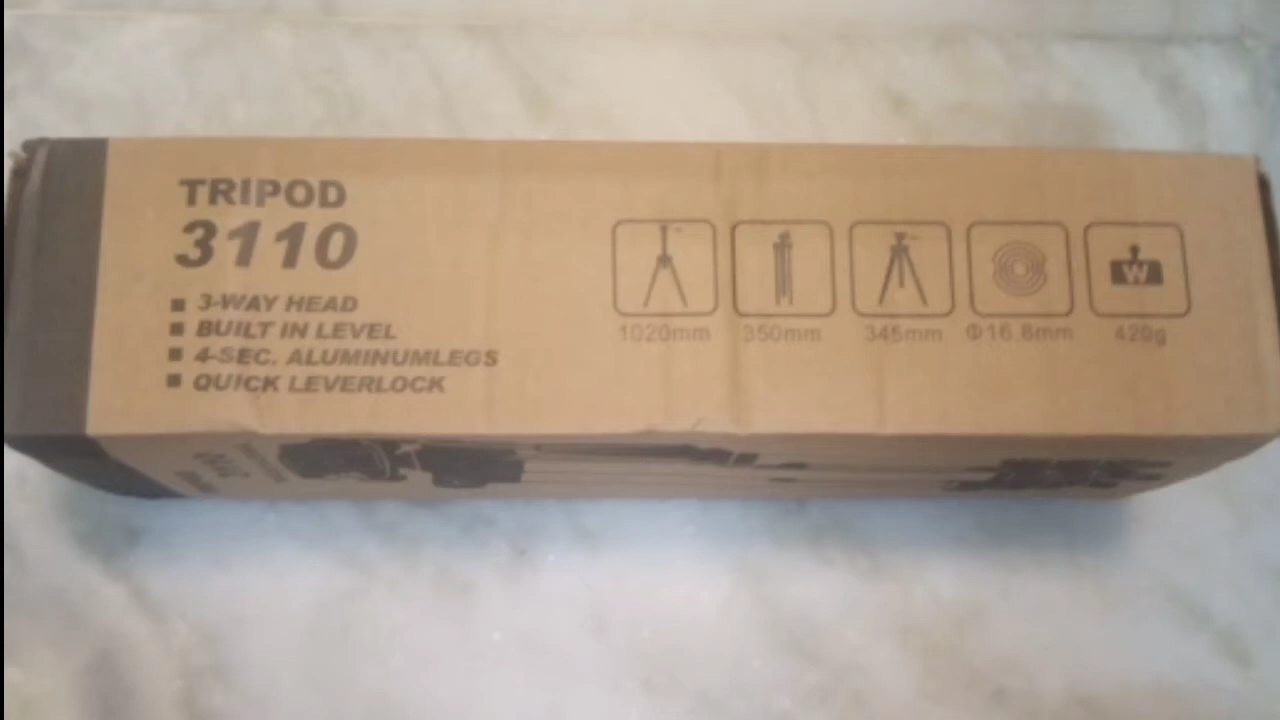 TRIPOD
3110
■ 3-WAY HEAD
■ BUILT IN LEVEL
■ 4-SEC. ALUMINUMLEGS
■ QUICK LEVERLOCK
W
1020mm 350mm 345mm Φ16.8mm 420g